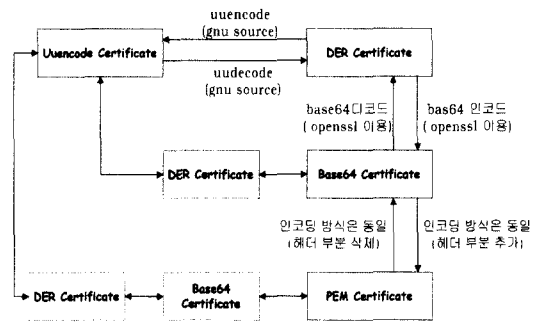 uuencode
(gnu source)
Uuencode Certificate
DER Certificate
uudecode
(gnu source)
base64디코드
( openssl 이용)
bas64 인코드
( openssl 이용)
DER Certificate
Base64 Certificate
인코딩 방식은 동일
(헤더 부분 삭제)
인코딩 방식은 동일
(헤더 부분 추가)
DER Certificate
Base64
Certificate
PEM Certificate